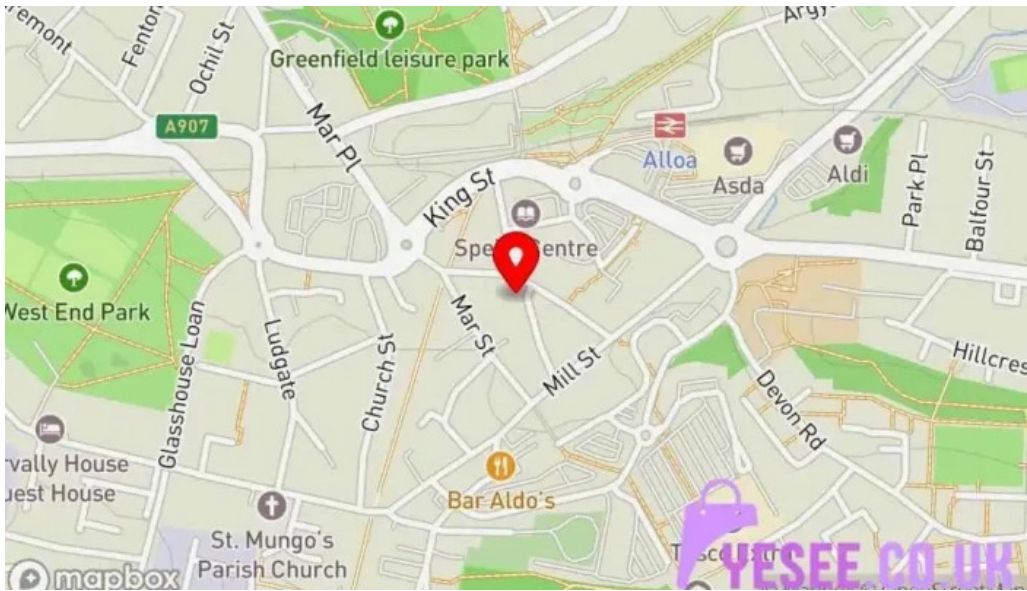 Fenton
Ochil St
Greenfield leisure park
A907
Mar Pl
King St
Alloa
Asda
Aldi
Park Pl
Balfour St
Centre
West End Park
Glasshouse Loan
Ludgate
Church St
Mar St
Mill St
Devon Rd
House
St. Mungo's
Parish Church
Bar Aldo's
mapbox
YESEE.CO.UK